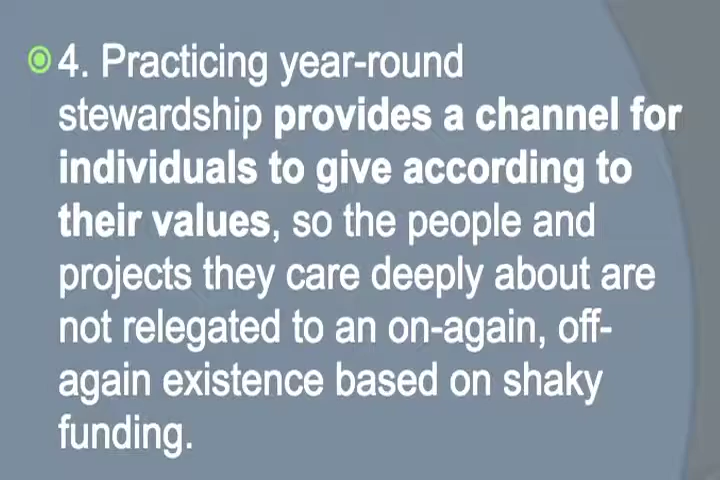 4. Practicing year-round
stewardship provides a channel for
individuals to give according to
their values, so the people and
projects they care deeply about are
not relegated to an on-again, off-
again existence based on shaky
funding.